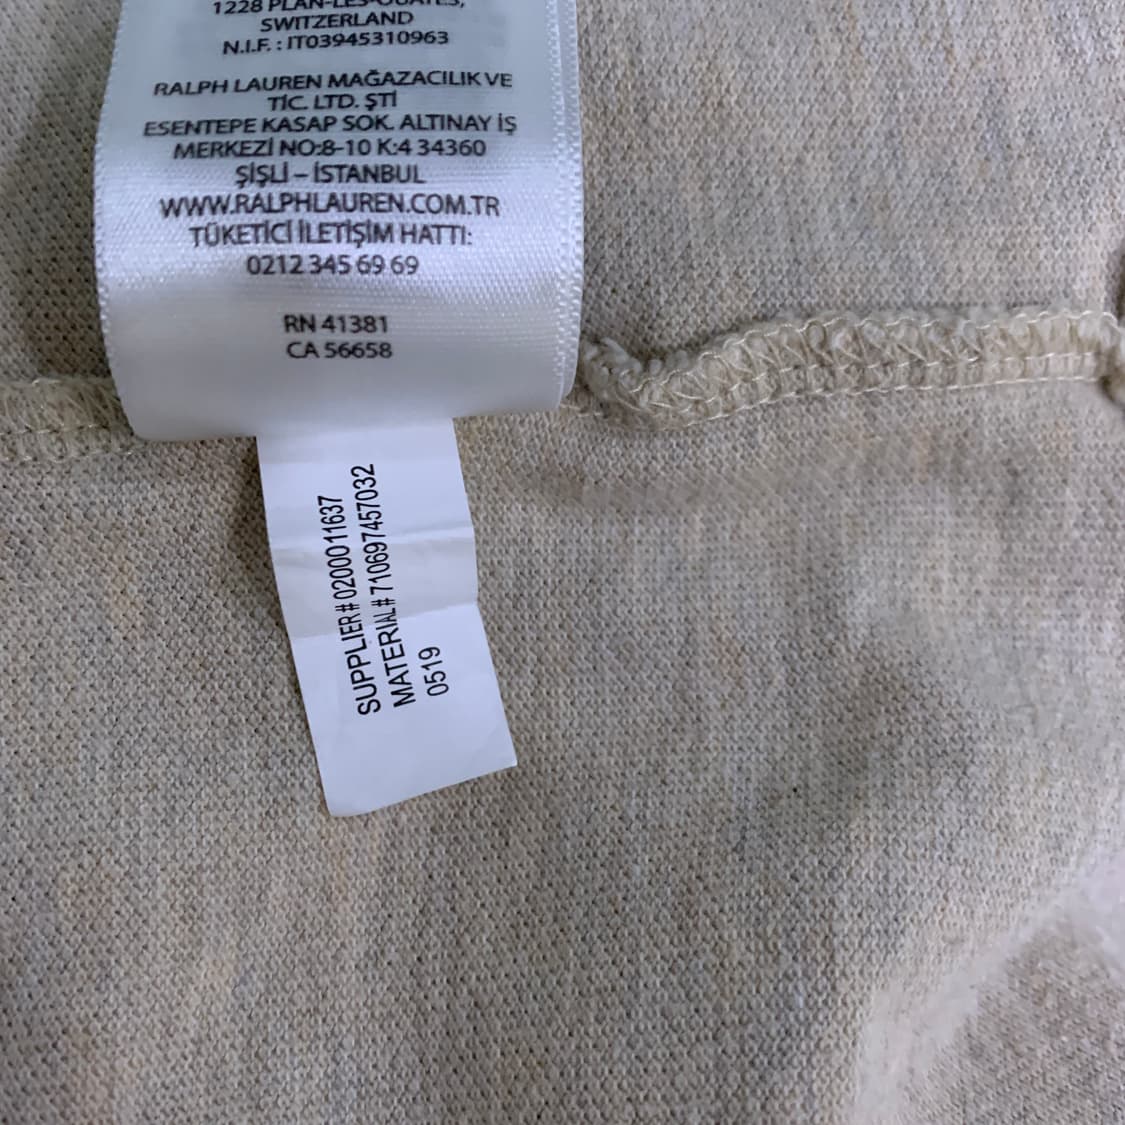 1228 PLAN-LES-OUATES,
SWITZERLAND
N.I.F. : IT03945310963
RALPH LAUREN MAĞAZACILIK VE
TİC. LTD. ŞTİ
ESENTEPE KASAP SOK. ALTINAY İŞ
MERKEZİ NO:8-10 K:4 34360
ŞİŞLİ – İSTANBUL
WWW.RALPHLAUREN.COM.TR
TÜKETİCİ İLETİŞİM HATTI:
0212 345 69 69
RN 41381
CA 56658
SUPPLIER# 0200011637
MATERIAL# 710697457032
0519